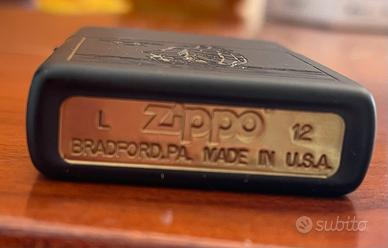 L Zippo 12
BRADFORD, PA. MADE IN U.S.A.
subito